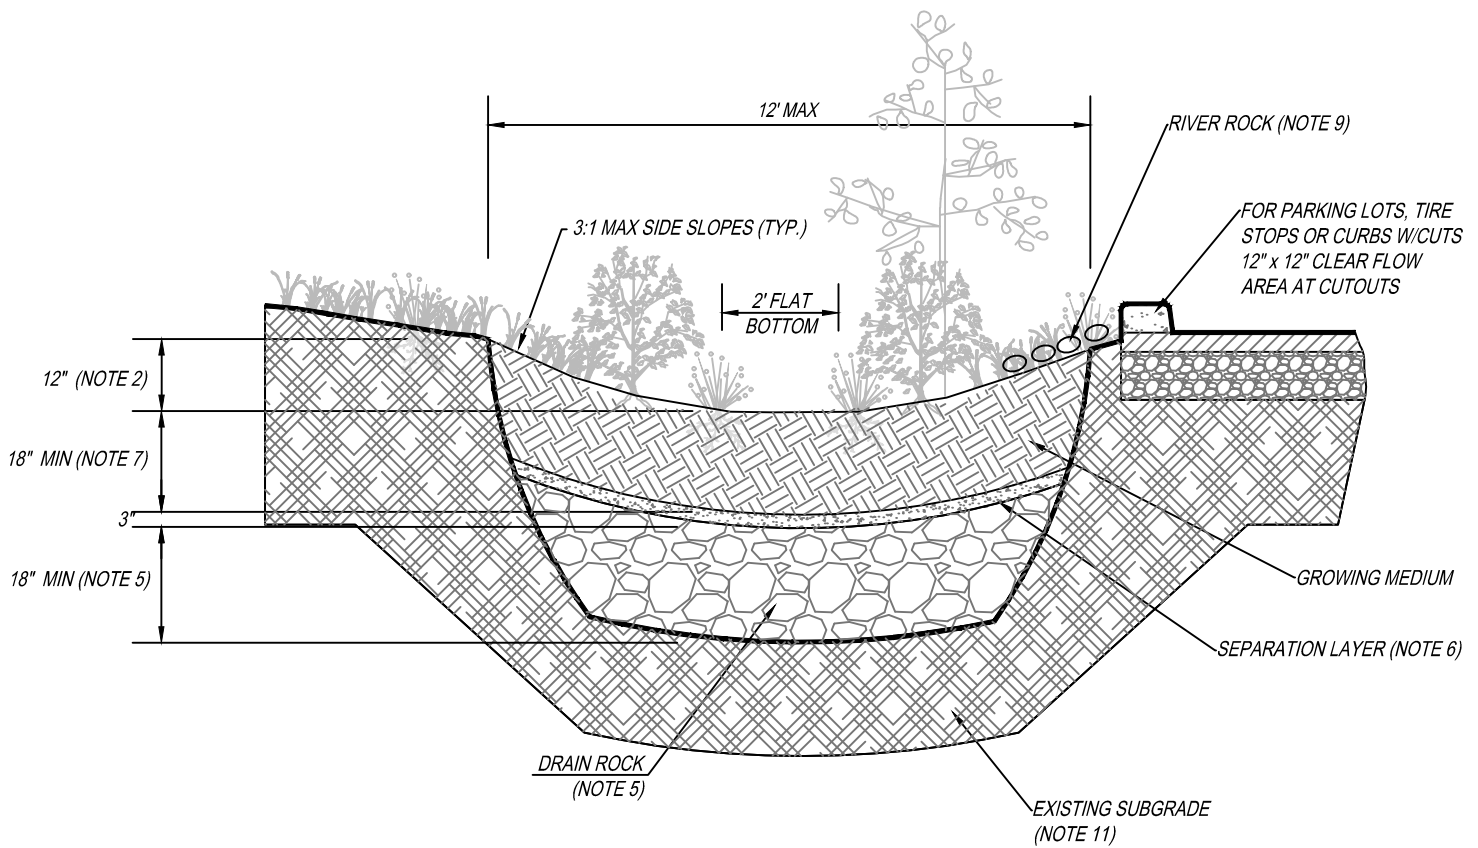 12' MAX
RIVER ROCK (NOTE 9)
FOR PARKING LOTS, TIRE
STOPS OR CURBS W/CUTS
12" x 12" CLEAR FLOW
AREA AT CUTOUTS
3:1 MAX SIDE SLOPES (TYP.)
2' FLAT
BOTTOM
12" (NOTE 2)
18" MIN (NOTE 7)
3"
18" MIN (NOTE 5)
GROWING MEDIUM
SEPARATION LAYER (NOTE 6)
DRAIN ROCK
(NOTE 5)
EXISTING SUBGRADE
(NOTE 11)